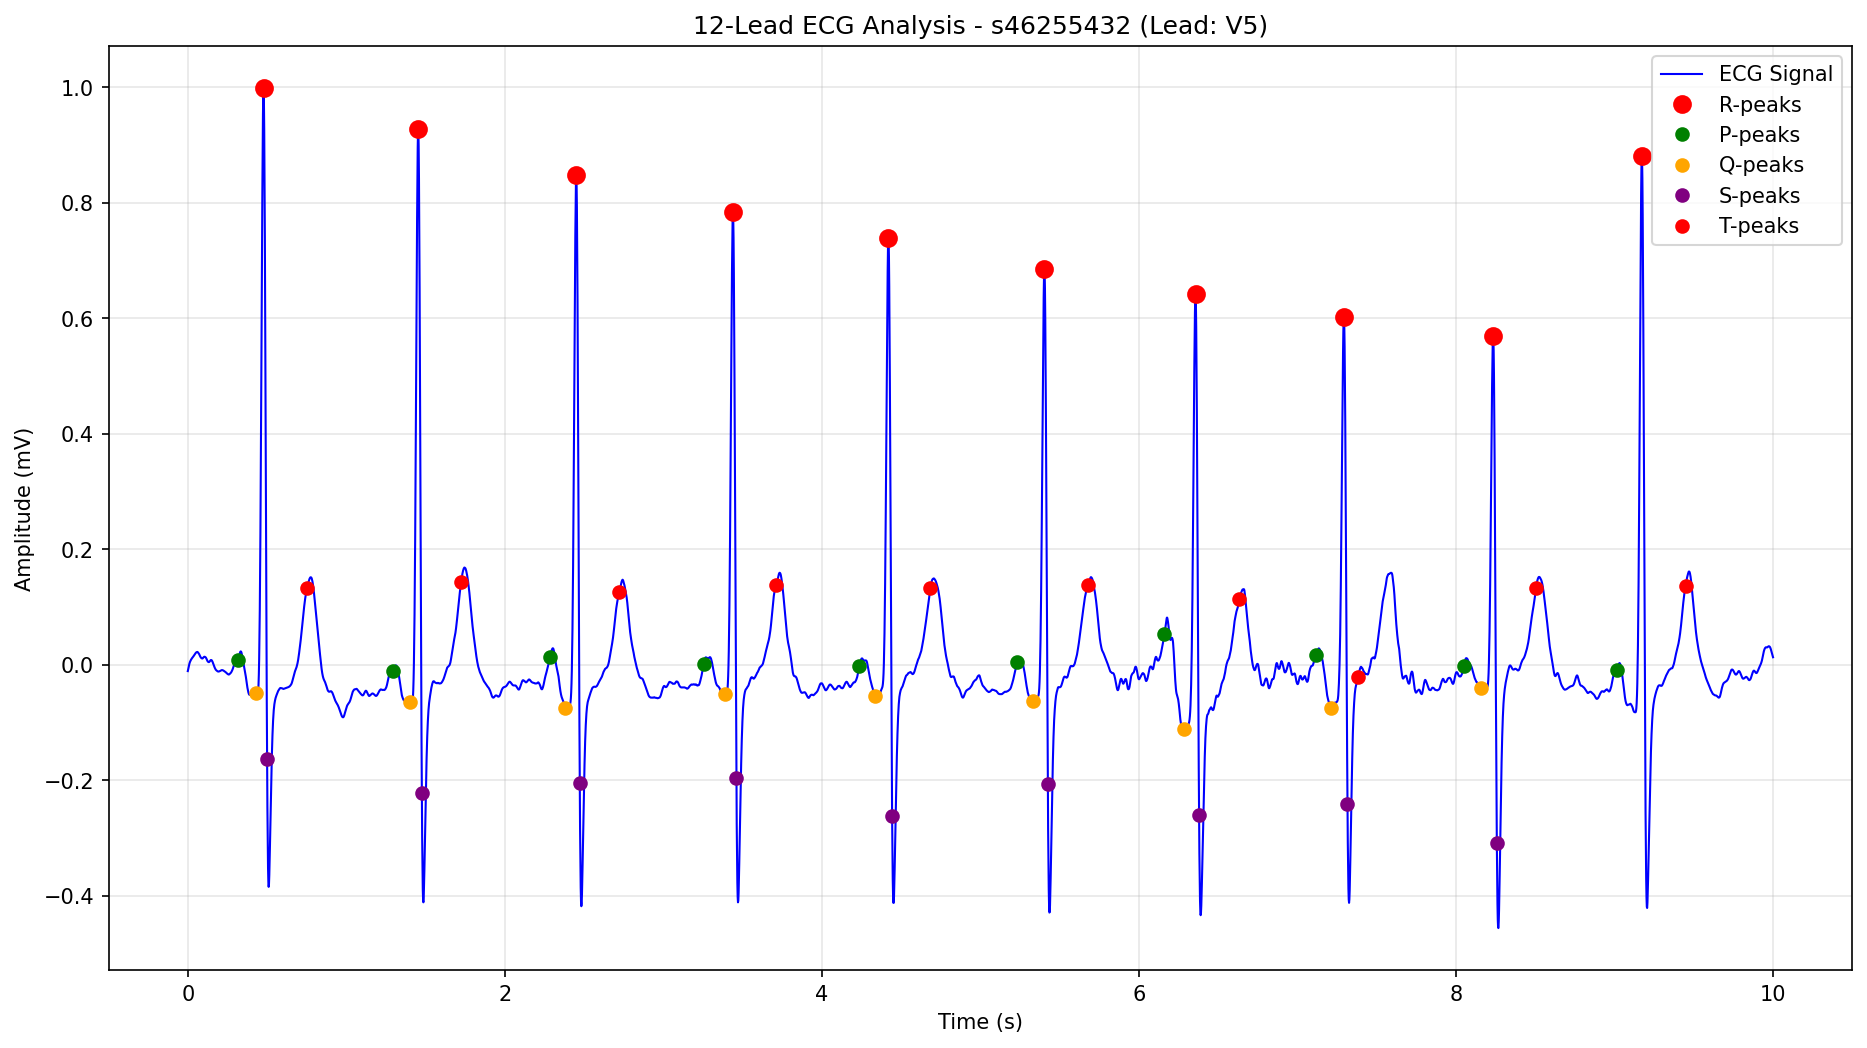 12-Lead ECG Analysis - s46255432 (Lead: V5)
ECG Signal
R-peaks
P-peaks
Q-peaks
S-peaks
T-peaks
Amplitude (mV)
1.0
0.8
0.6
0.4
0.2
0.0
−0.2
−0.4
0 2 4 6 8 10
Time (s)